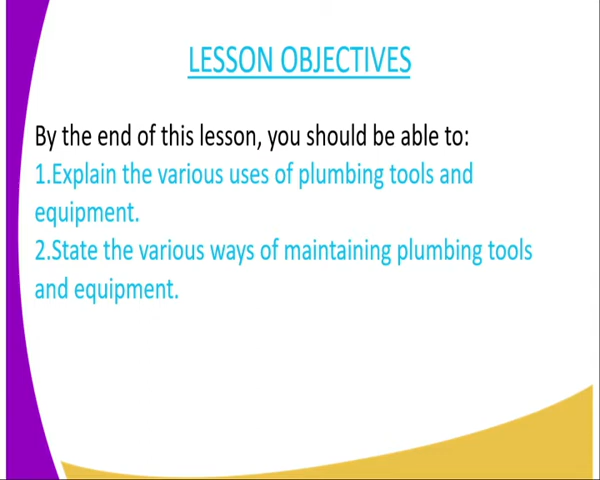 LESSON OBJECTIVES
By the end of this lesson, you should be able to:
1.Explain the various uses of plumbing tools and
equipment.
2.State the various ways of maintaining plumbing tools
and equipment.